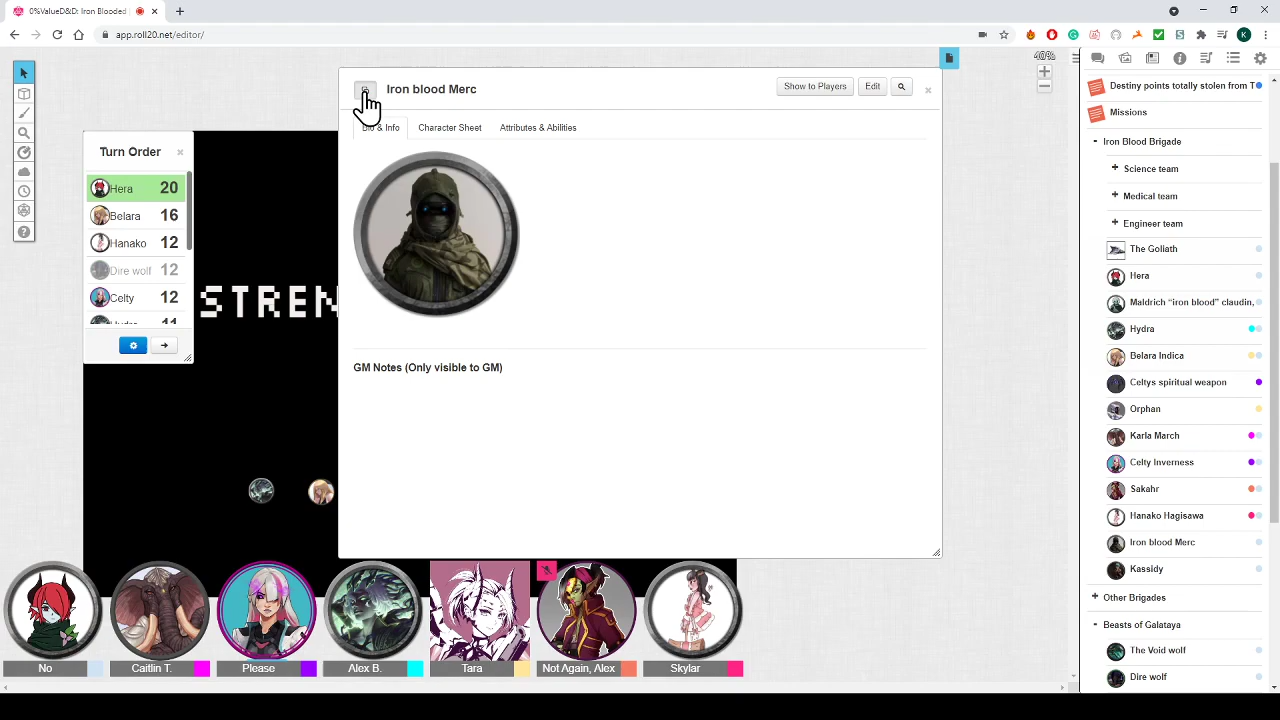 0%ValueD&D: Iron Blooded
app.roll20.net/editor/
K
40%
Iron blood Merc
Show to Players
Edit
Bio & Info
Character Sheet
Attributes & Abilities
GM Notes (Only visible to GM)
Turn Order
Hera 20
Belara 16
Hanako 12
Dire wolf 12
Celty 12
Hydra 11
STREN
No
Caitlin T.
Please
Alex B.
Tara
Not Again, Alex
Skylar
Destiny points totally stolen from T
Missions
Iron Blood Brigade
Science team
Medical team
Engineer team
The Goliath
Hera
Maldrich “iron blood” claudin,
Hydra
Belara Indica
Celtys spiritual weapon
Orphan
Karla March
Celty Inverness
Sakahr
Hanako Hagisawa
Iron blood Merc
Kassidy
Other Brigades
Beasts of Galataya
The Void wolf
Dire wolf